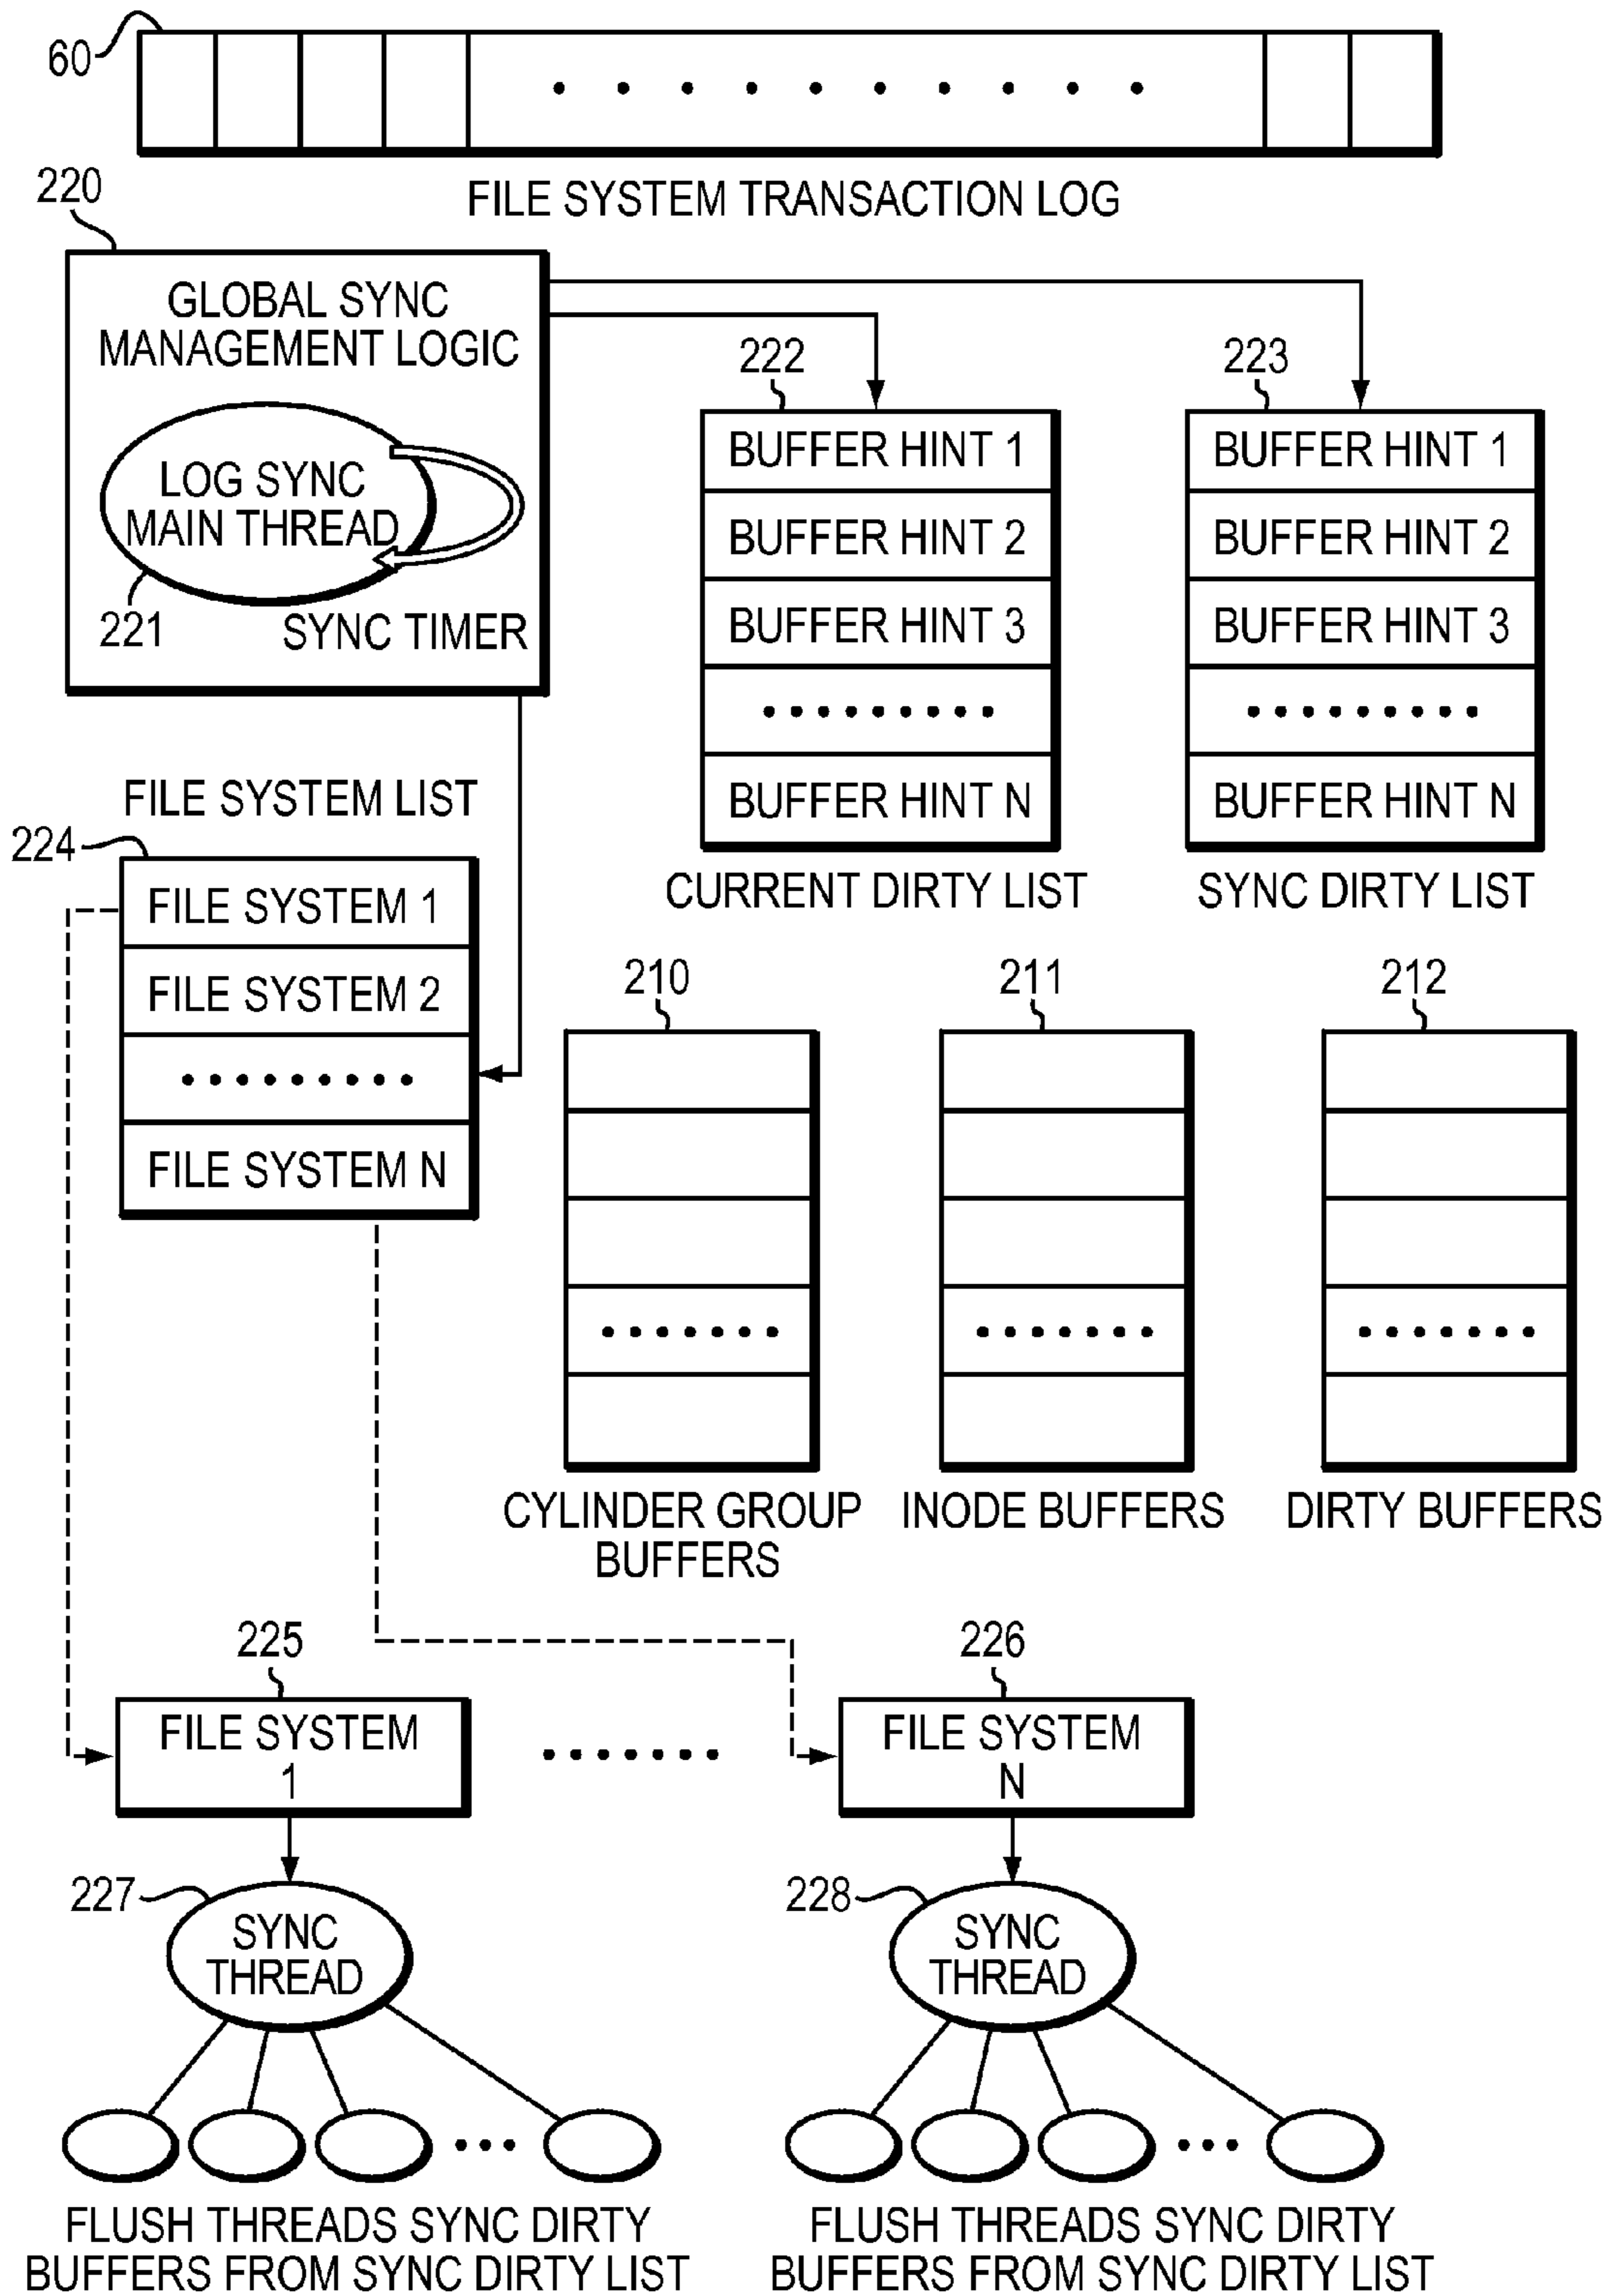 60
FILE SYSTEM TRANSACTION LOG
220
GLOBAL SYNC
MANAGEMENT LOGIC
LOG SYNC
MAIN THREAD
221
SYNC TIMER
222
BUFFER HINT 1
BUFFER HINT 2
BUFFER HINT 3
BUFFER HINT N
CURRENT DIRTY LIST
223
BUFFER HINT 1
BUFFER HINT 2
BUFFER HINT 3
BUFFER HINT N
SYNC DIRTY LIST
FILE SYSTEM LIST
224
FILE SYSTEM 1
FILE SYSTEM 2
FILE SYSTEM N
210
CYLINDER GROUP
BUFFERS
211
INODE BUFFERS
212
DIRTY BUFFERS
225
FILE SYSTEM
1
226
FILE SYSTEM
N
227
SYNC
THREAD
228
SYNC
THREAD
FLUSH THREADS SYNC DIRTY
BUFFERS FROM SYNC DIRTY LIST
FLUSH THREADS SYNC DIRTY
BUFFERS FROM SYNC DIRTY LIST